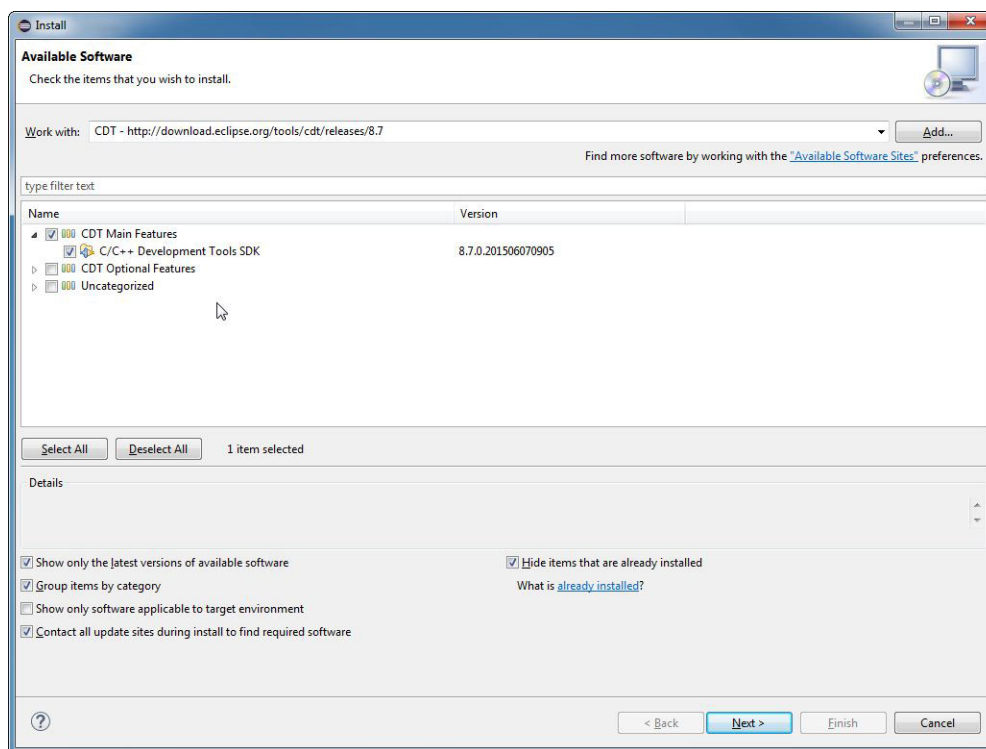 Install
Available Software
Check the items that you wish to install.
Work with: CDT - http://download.eclipse.org/tools/cdt/releases/8.7 Add...
Find more software by working with the "Available Software Sites" preferences.
type filter text
Name Version
CDT Main Features
C/C++ Development Tools SDK 8.7.0.201506070905
CDT Optional Features
Uncategorized
Select All Deselect All 1 item selected
Details
Show only the latest versions of available software Hide items that are already installed
Group items by category What is already installed?
Show only software applicable to target environment
Contact all update sites during install to find required software
? < Back Next > Finish Cancel